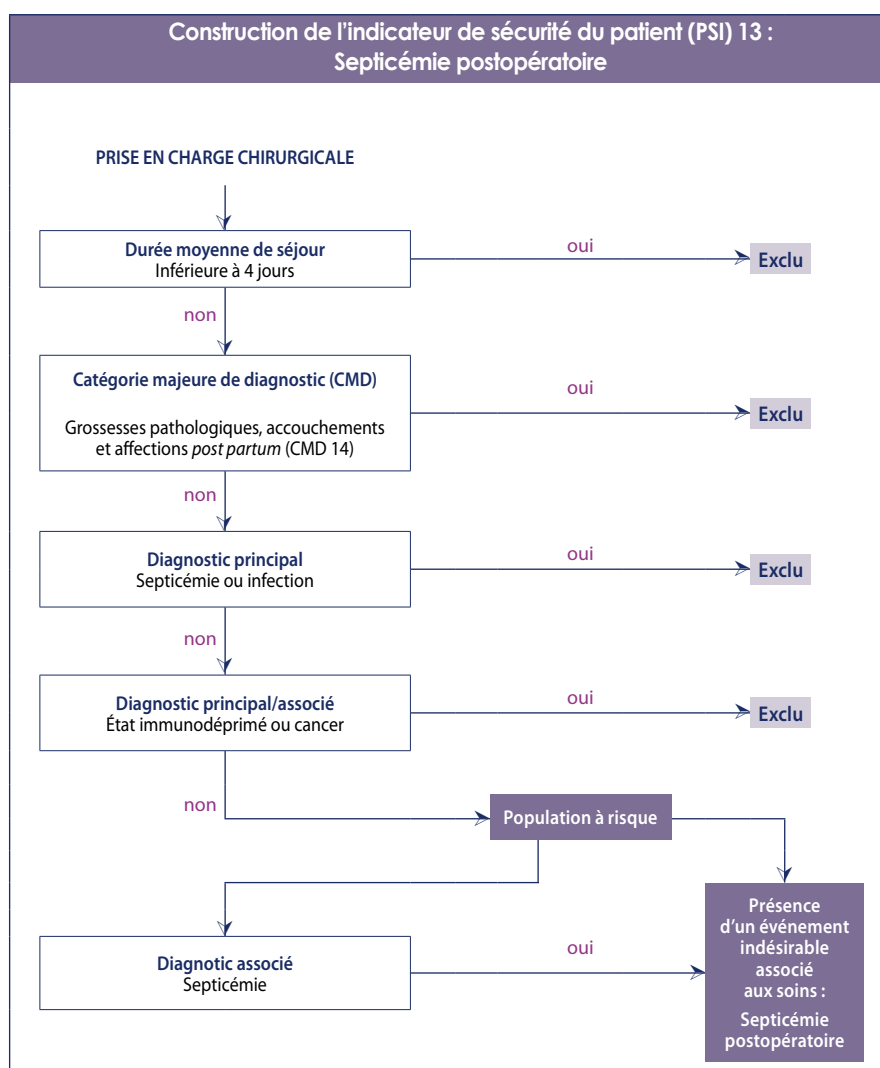 Construction de l'indicateur de sécurité du patient (PSI) 13 :
Septicémie postopératoire
PRISE EN CHARGE CHIRURGICALE
Durée moyenne de séjour
Inférieure à 4 jours
oui
Exclu
non
Catégorie majeure de diagnostic (CMD)
Grossesses pathologiques, accouchements
et affections post partum (CMD 14)
oui
Exclu
non
Diagnostic principal
Septicémie ou infection
oui
Exclu
non
Diagnostic principal/associé
État immunodéprimé ou cancer
oui
Exclu
non
Population à risque
Diagnotic associé
Septicémie
oui
Présence
d'un événement
indésirable
associé
aux soins :
Septicémie
postopératoire